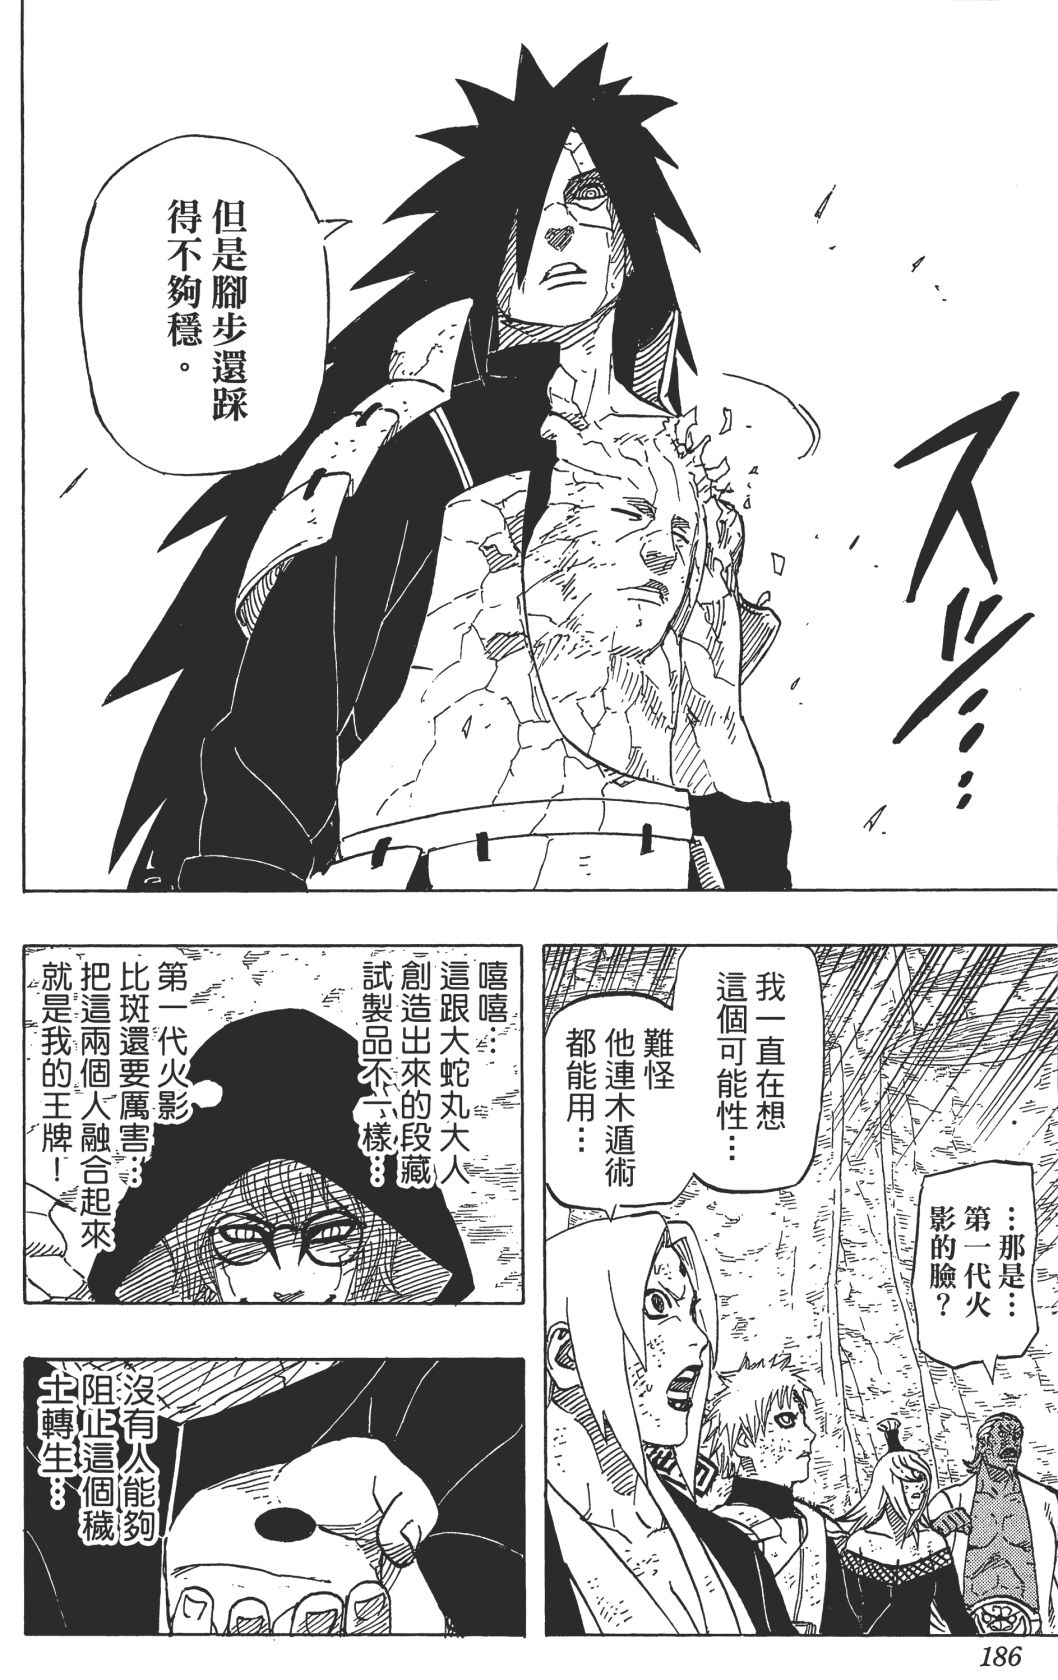 但是腳步還踩
得不夠穩。
ズッ…
…那是…
第一代火
影的臉？
我一直在想
這個可能性…
難怪
他連木遁術
都能用…
嘻嘻…
這跟大蛇丸大人
創造出來的段藏
試製品不一樣…
第一代火影
比斑還要厲害…
把這兩個人融合起來
就是我的王牌！
沒有人能夠
阻止這個穢
土轉生…
186